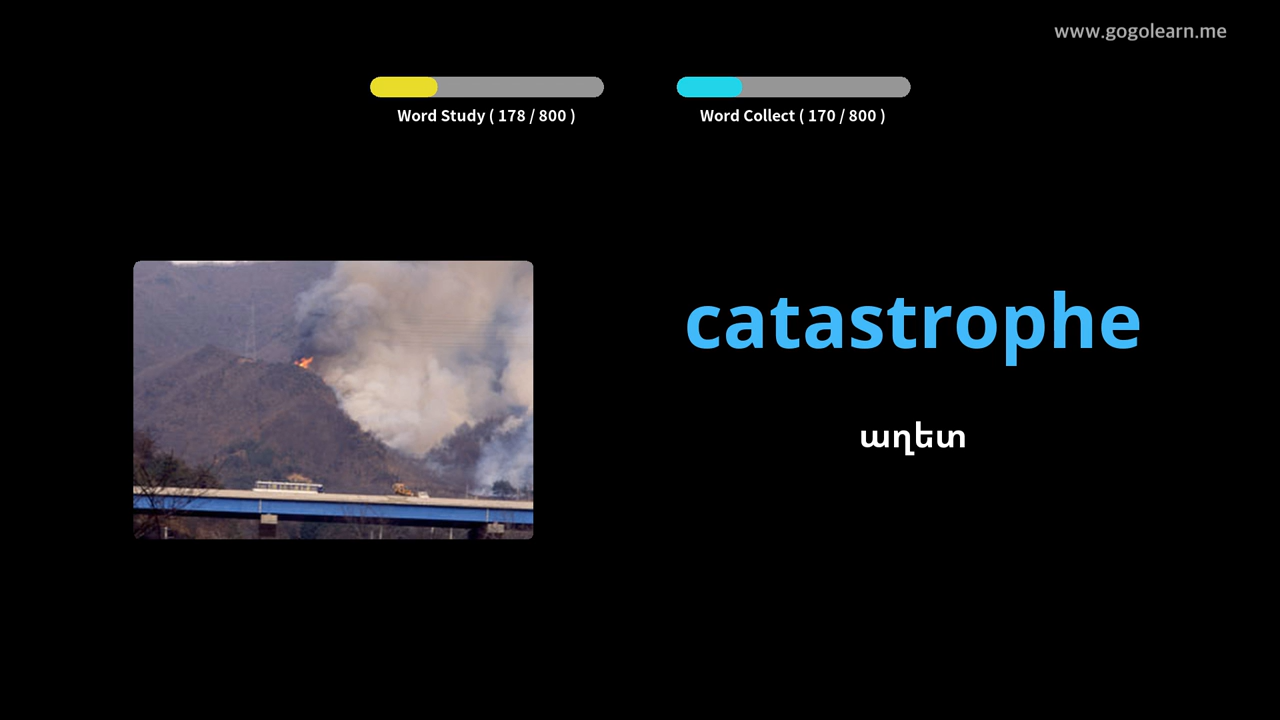 www.gogolearn.me
Word Study ( 178 / 800 )
Word Collect ( 170 / 800 )
catastrophe
աղետ